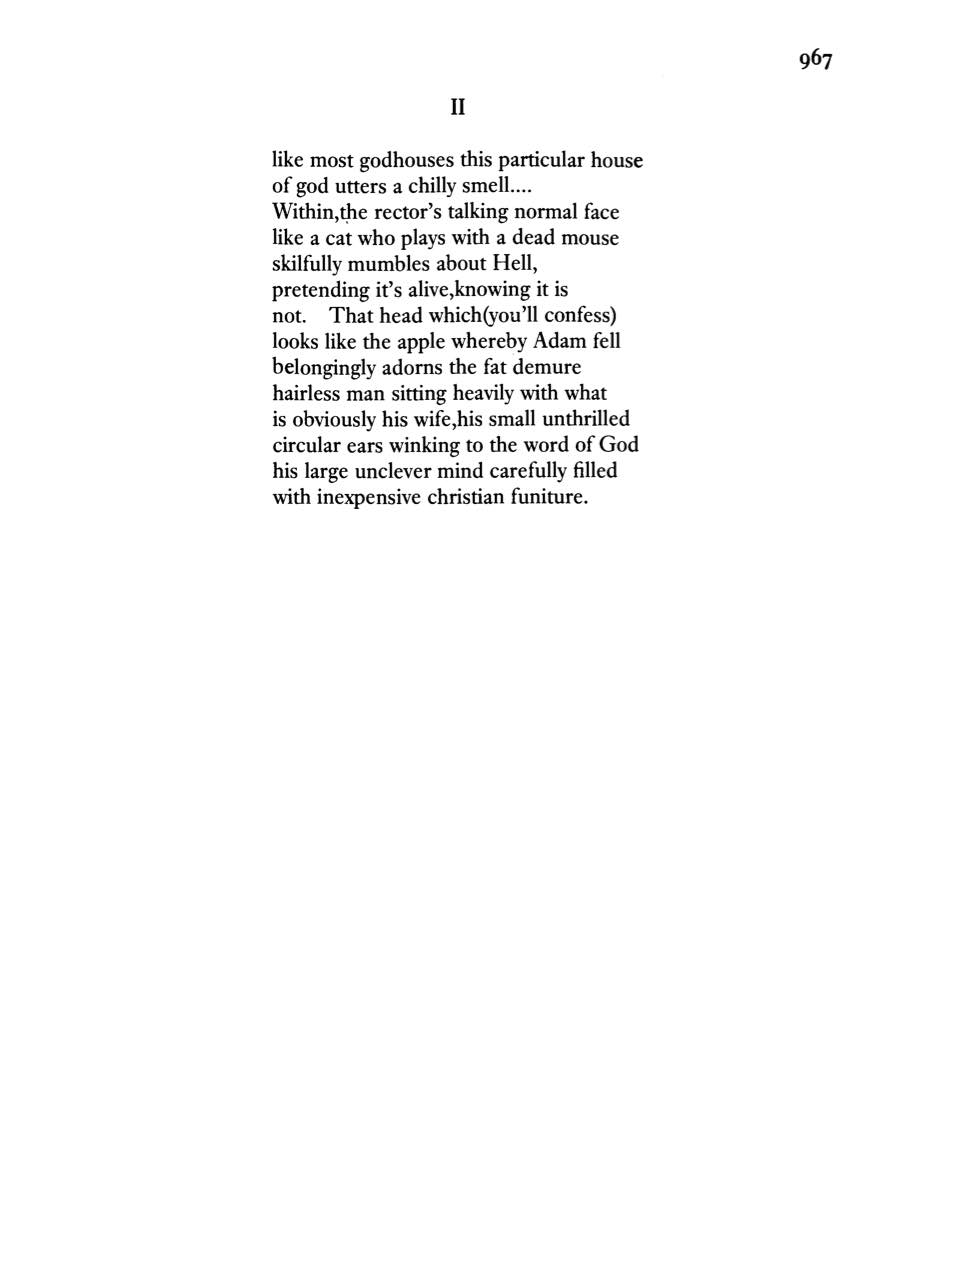 967
II
like most godhouses this particular house
of god utters a chilly smell....
Within,the rector's talking normal face
like a cat who plays with a dead mouse
skilfully mumbles about Hell,
pretending it's alive,knowing it is
not.   That head which(you'll confess)
looks like the apple whereby Adam fell
belongingly adorns the fat demure
hairless man sitting heavily with what
is obviously his wife,his small unthrilled
circular ears winking to the word of God
his large unclever mind carefully filled
with inexpensive christian funiture.